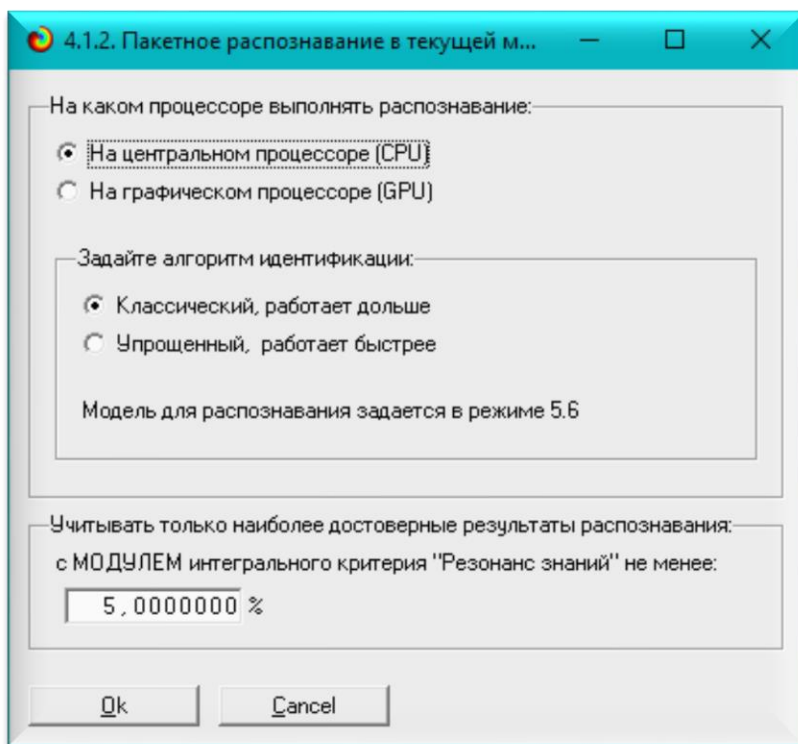 4.1.2. Пакетное распознавание в текущей м...
На каком процессоре выполнять распознавание:
На центральном процессоре (CPU)
На графическом процессоре (GPU)
Задайте алгоритм идентификации:
Классический, работает дольше
Упрощенный, работает быстрее
Модель для распознавания задается в режиме 5.6
Учитывать только наиболее достоверные результаты распознавания:
с МОДУЛЕМ интегрального критерия "Резонанс знаний" не менее:
5,0000000 %
Ok Cancel